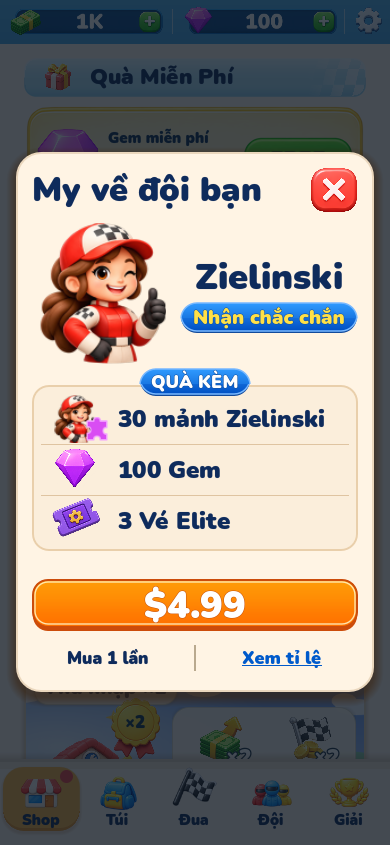 1K
100
Quà Miễn Phí
Gem miễn phí
My về đội bạn
Zielinski
Nhận chắc chắn
QUÀ KÈM
30 mảnh Zielinski
100 Gem
3 Vé Elite
$4.99
Mua 1 lần
Xem tỉ lệ
×2
Shop
Túi
Đua
Đội
Giải